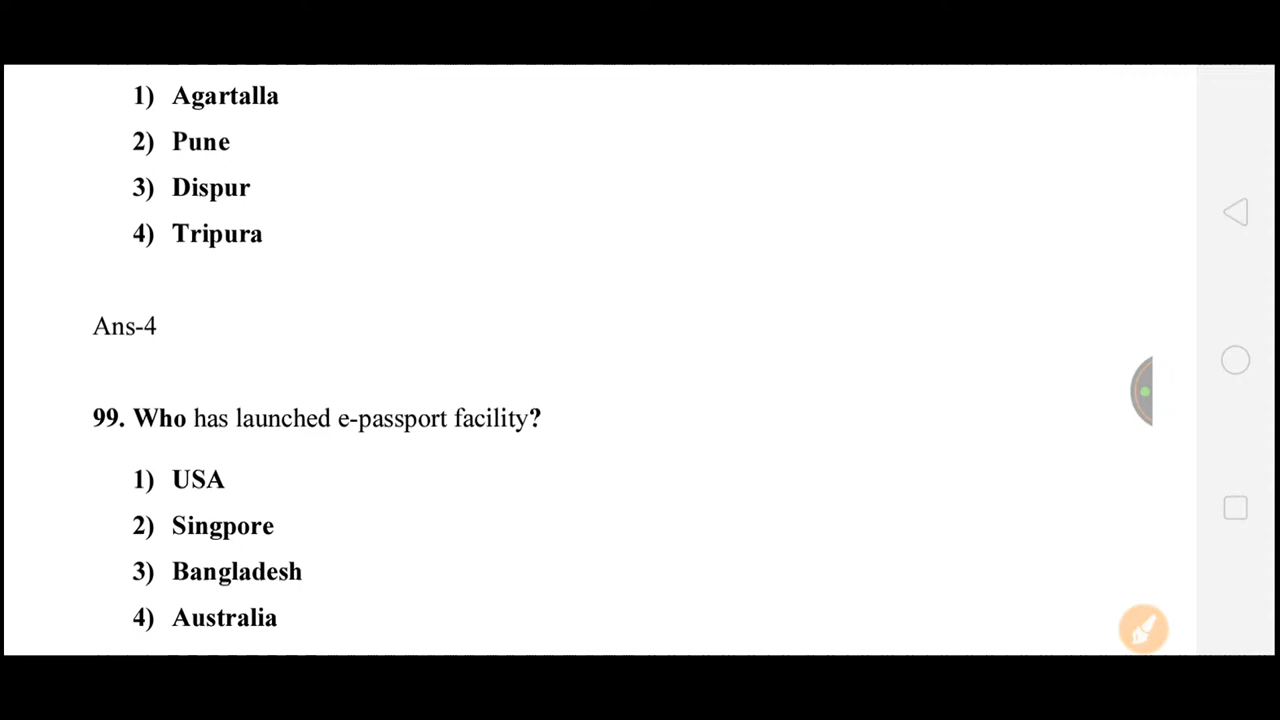 1) Agartalla
2) Pune
3) Dispur
4) Tripura
Ans-4
99. Who has launched e-passport facility?
1) USA
2) Singpore
3) Bangladesh
4) Australia